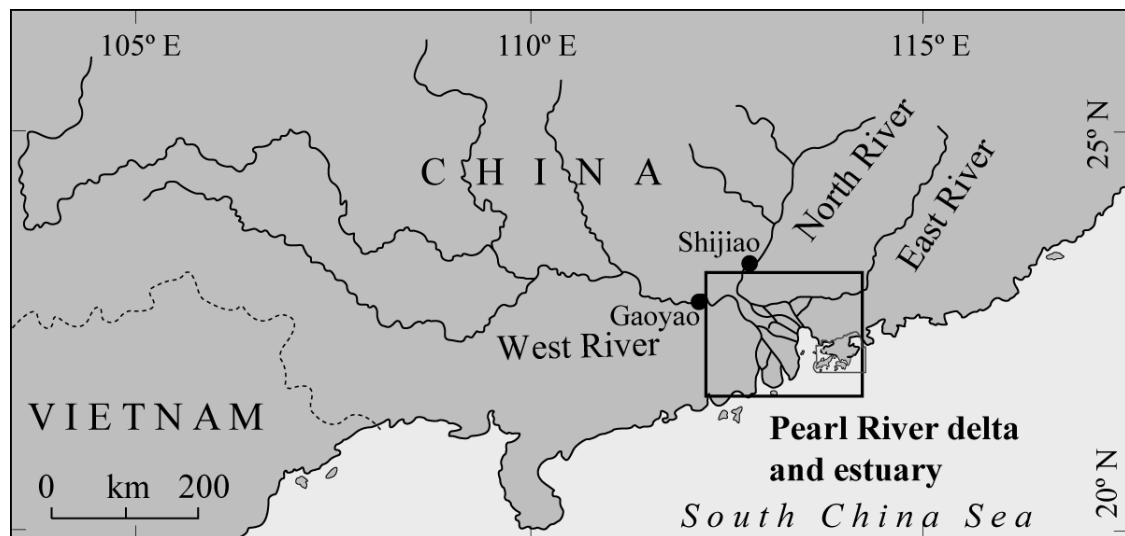 105º E
110º E
115º E
25º N
CHINA
North River
East River
Shijiao
Gaoyao
West River
VIETNAM
Pearl River delta
and estuary
0 km 200
South China Sea
20º N